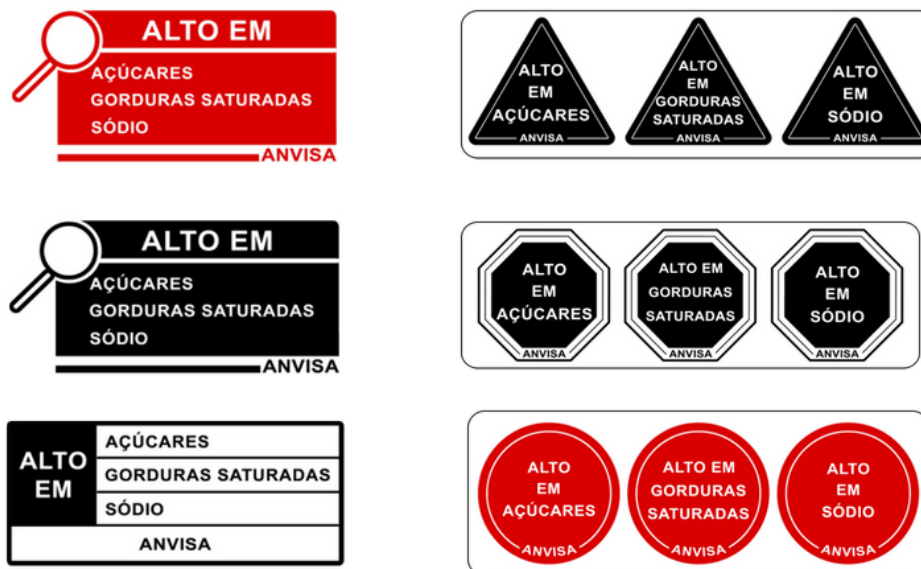 ALTO EM
AÇÚCARES
GORDURAS SATURADAS
SÓDIO
ANVISA
ALTO
EM
AÇÚCARES
ANVISA
ALTO
EM
GORDURAS
SATURADAS
ANVISA
ALTO
EM
SÓDIO
ANVISA
ALTO EM
AÇÚCARES
GORDURAS SATURADAS
SÓDIO
ANVISA
ALTO
EM
AÇÚCARES
ANVISA
ALTO EM
GORDURAS
SATURADAS
ANVISA
ALTO
EM
SÓDIO
ANVISA
ALTO
EM
AÇÚCARES
GORDURAS SATURADAS
SÓDIO
ANVISA
ALTO
EM
AÇÚCARES
ANVISA
ALTO EM
GORDURAS
SATURADAS
ANVISA
ALTO
EM
SÓDIO
ANVISA